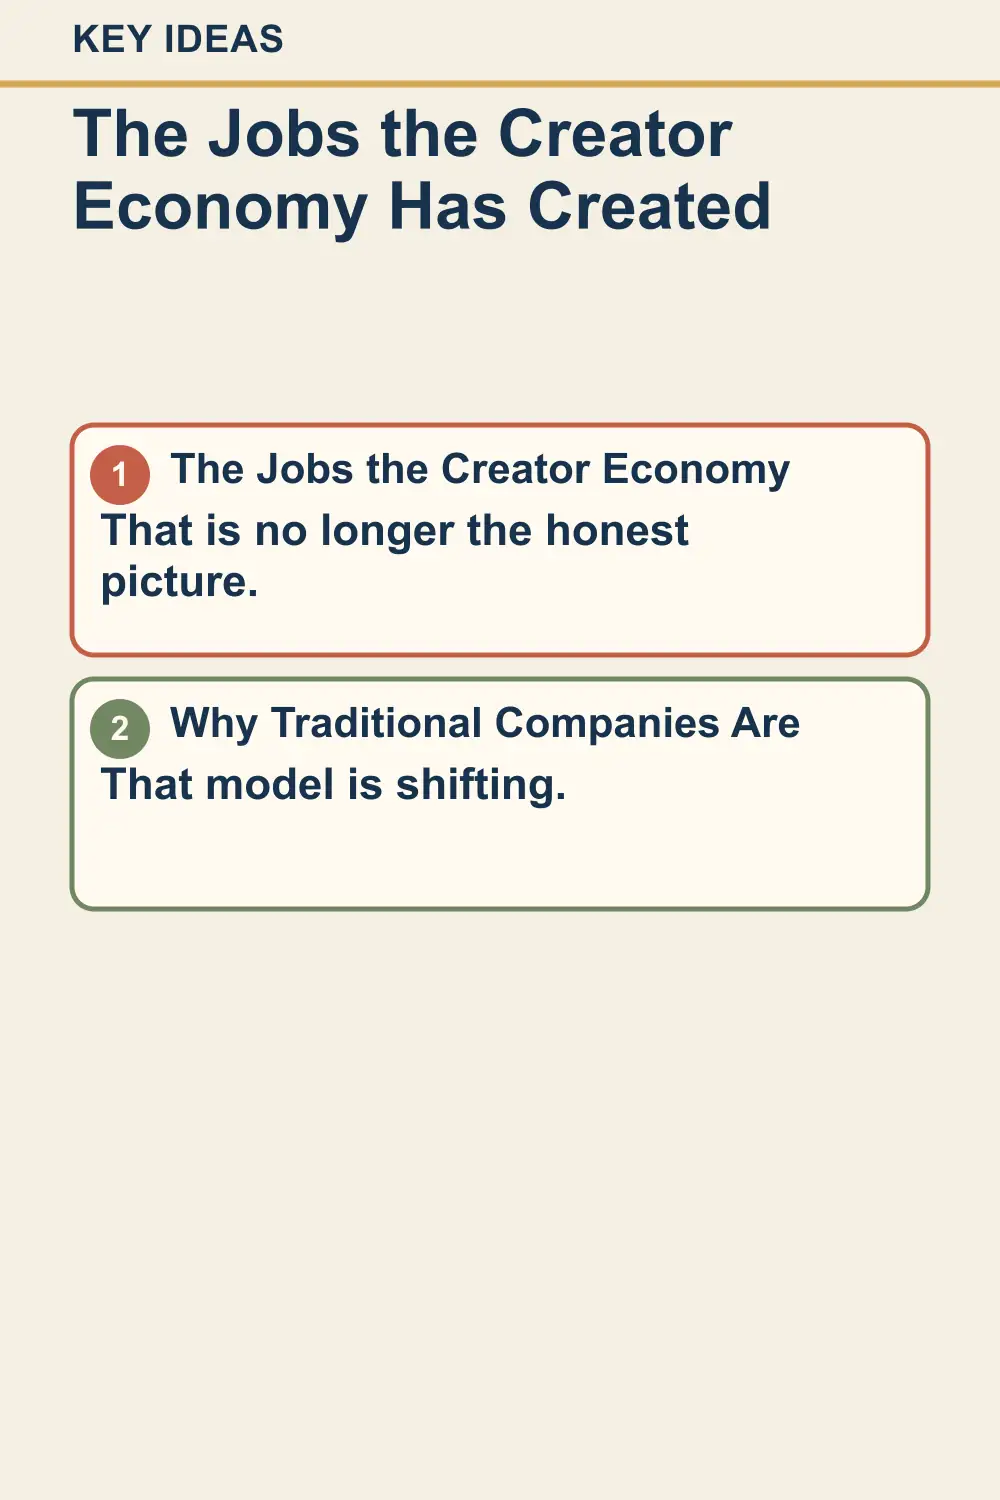 KEY IDEAS
The Jobs the Creator
Economy Has Created
1 The Jobs the Creator Economy
That is no longer the honest
picture.
2 Why Traditional Companies Are
That model is shifting.